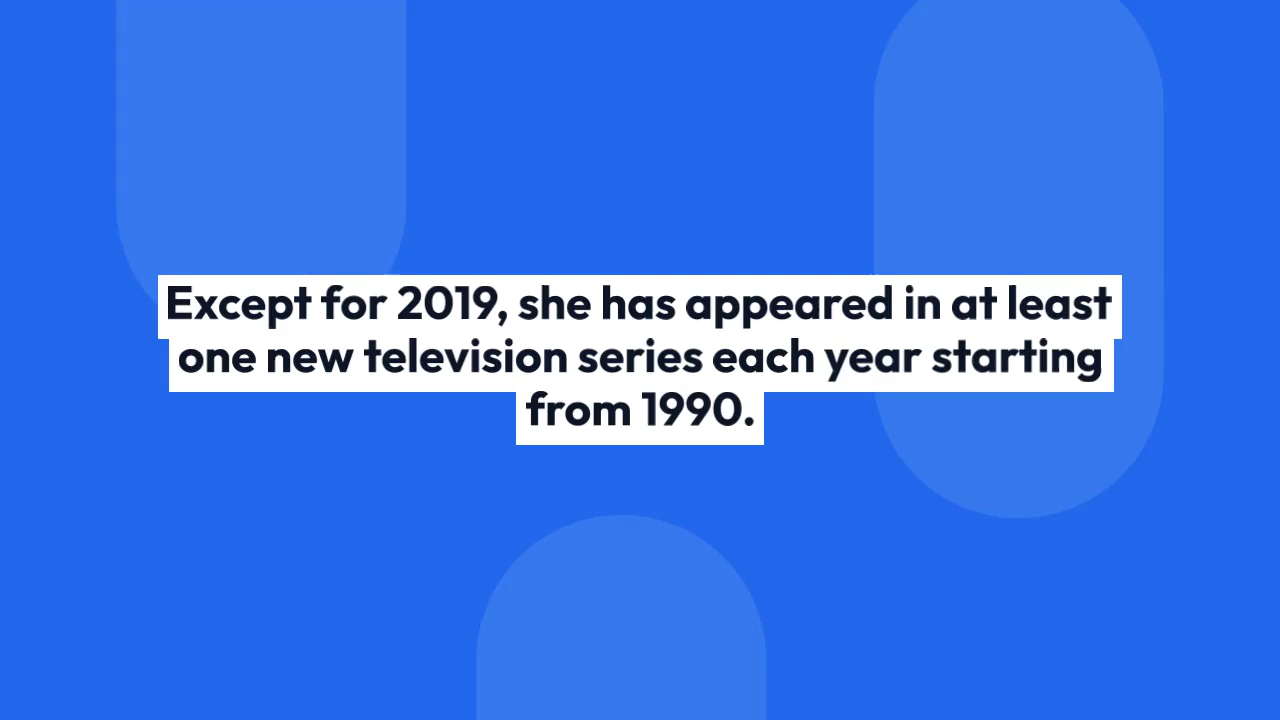 Except for 2019, she has appeared in at least
one new television series each year starting
from 1990.